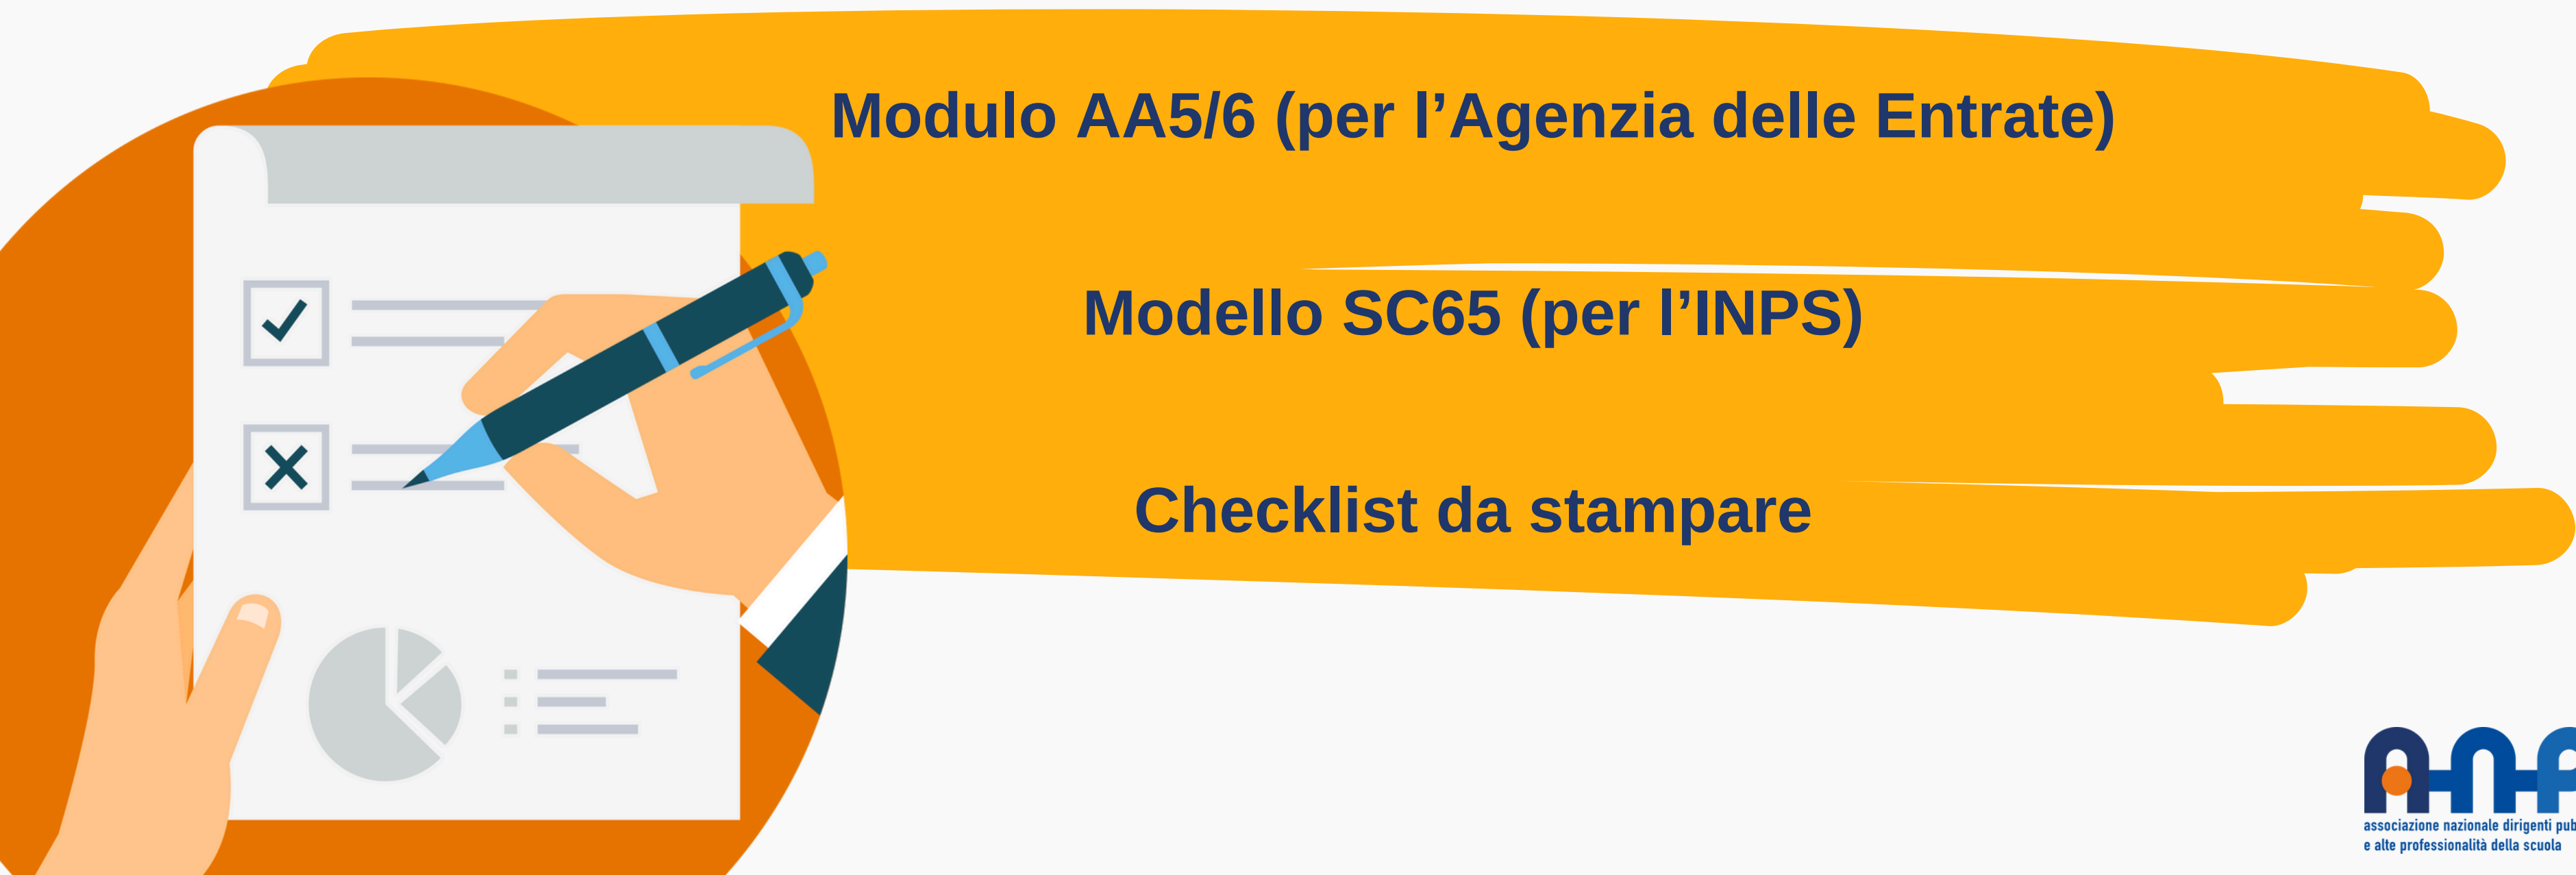 Modulo AA5/6 (per l’Agenzia delle Entrate)
Modello SC65 (per l’INPS)
Checklist da stampare
anp
associazione nazionale dirigenti
e alte professionalità della scuola